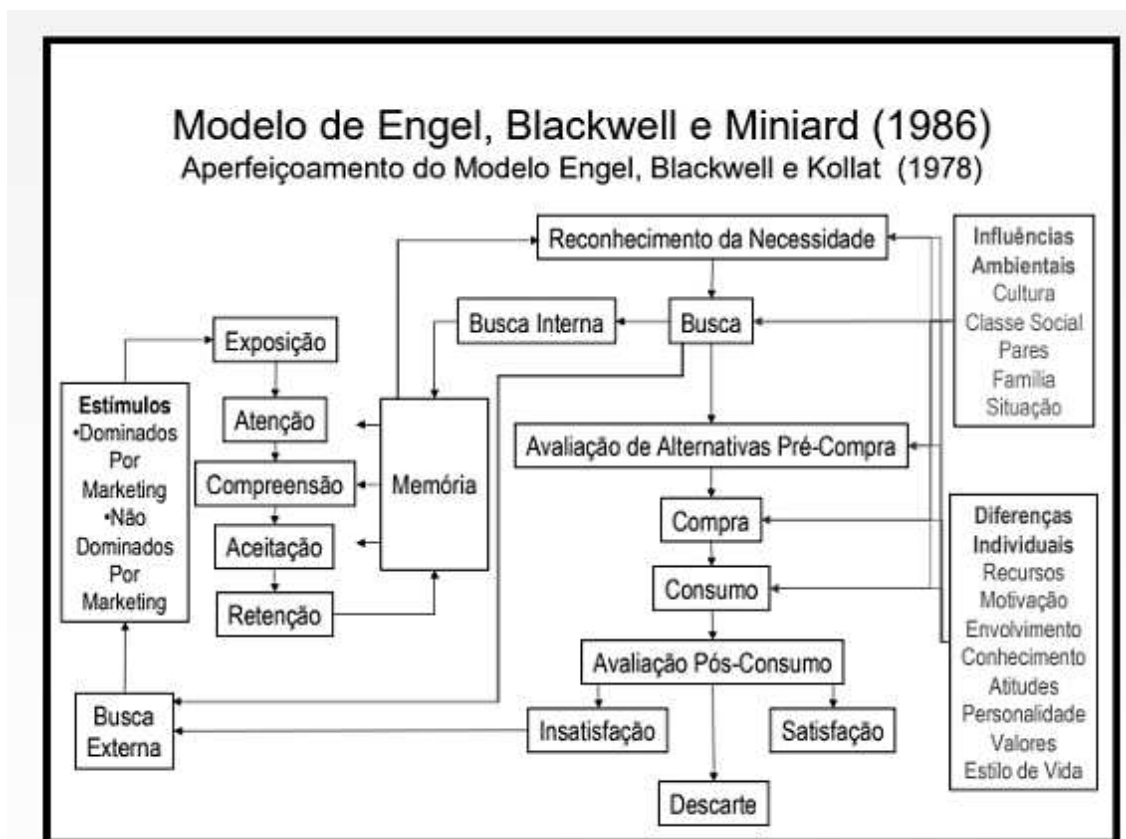 Modelo de Engel, Blackwell e Miniard (1986)
Aperfeiçoamento do Modelo Engel, Blackwell e Kollat (1978)
Reconhecimento da Necessidade
Busca Interna
Busca
Exposição
Estímulos
•Dominados
Por
Marketing
•Não
Dominados
Por
Marketing
Atenção
Compreensão
Aceitação
Retenção
Memória
Avaliação de Alternativas Pré-Compra
Compra
Consumo
Avaliação Pós-Consumo
Busca
Externa
Insatisfação
Satisfação
Descarte
Influências
Ambientais
Cultura
Classe Social
Pares
Família
Situação
Diferenças
Individuais
Recursos
Motivação
Envolvimento
Conhecimento
Atitudes
Personalidade
Valores
Estilo de Vida